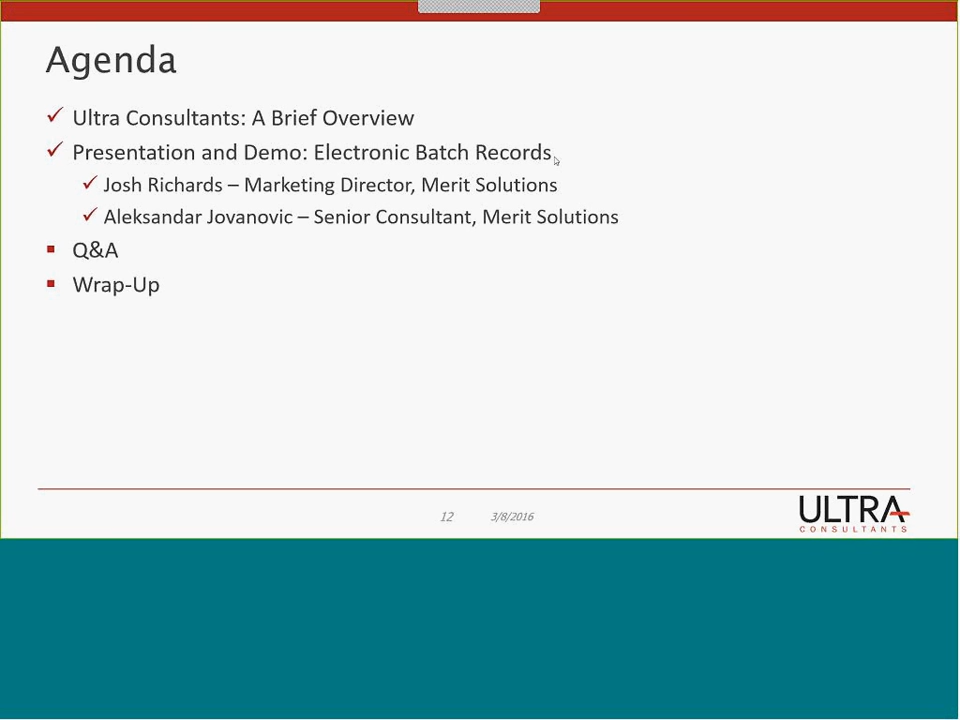 Agenda
✓ Ultra Consultants: A Brief Overview
✓ Presentation and Demo: Electronic Batch Records
✓ Josh Richards – Marketing Director, Merit Solutions
✓ Aleksandar Jovanovic – Senior Consultant, Merit Solutions
▪ Q&A
▪ Wrap-Up
12 3/8/2016
ULTRA
CONSULTANTS